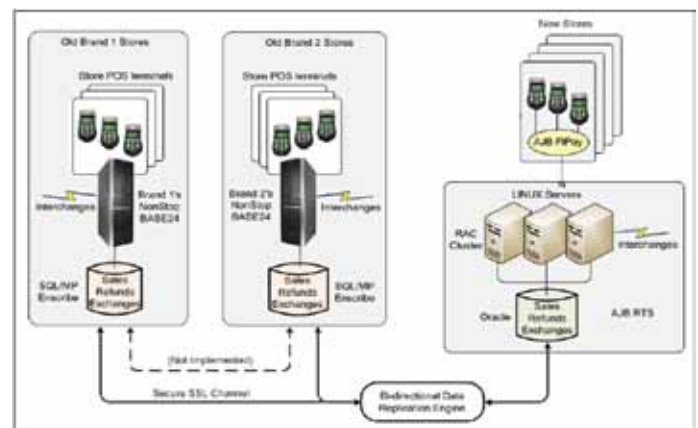 Old Brand 1 Stores
Store POS terminals
Interchanges
Brand 1's
NonStop
BASE24
SQL/MP
Enscribe
Sales
Refunds
Exchanges
Old Brand 2 Stores
Store POS terminals
Brand 2's
NonStop
BASE24
Interchanges
Sales
Refunds
Exchanges
SQL/MP
Enscribe
New Stores
AJB FiPay
LINUX Servers
RAC
Cluster
Interchanges
Oracle
Sales
Refunds
Exchanges
AJB RTS
(Not Implemented)
Secure SSL Channel
Bi-directional Data
Replication Engine